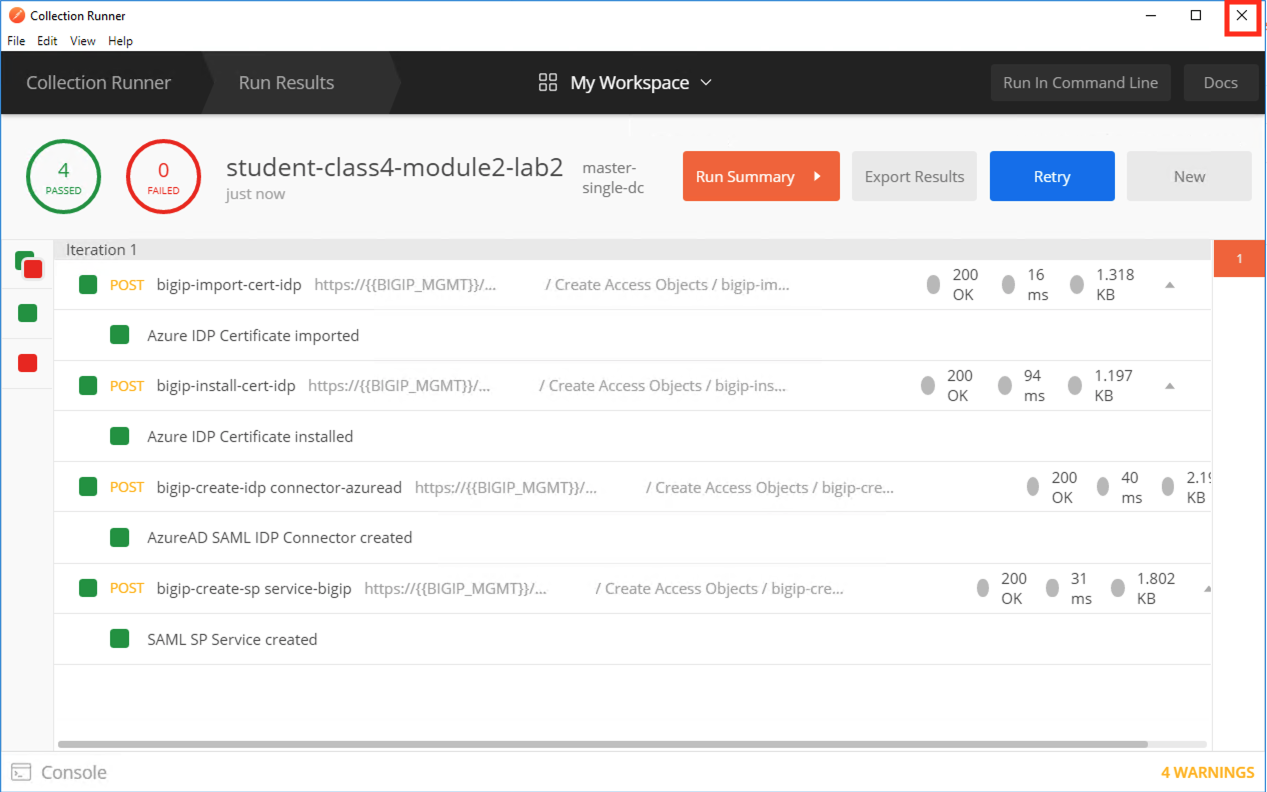 Collection Runner
File Edit View Help
Collection Runner Run Results My Workspace Run In Command Line Docs
4 PASSED
0 FAILED
student-class4-module2-lab2
just now
master-
single-dc
Run Summary Export Results Retry New
Iteration 1
1
POST bigip-import-cert-idp https://{{BIGIP_MGMT}}/... / Create Access Objects / bigip-im... 200 OK 16 ms 1.318 KB
Azure IDP Certificate imported
POST bigip-install-cert-idp https://{{BIGIP_MGMT}}/... / Create Access Objects / bigip-ins... 200 OK 94 ms 1.197 KB
Azure IDP Certificate installed
POST bigip-create-idp connector-azuread https://{{BIGIP_MGMT}}/... / Create Access Objects / bigip-cre... 200 OK 40 ms 2.19 KB
AzureAD SAML IDP Connector created
POST bigip-create-sp service-bigip https://{{BIGIP_MGMT}}/... / Create Access Objects / bigip-cre... 200 OK 31 ms 1.802 KB
SAML SP Service created
Console 4 WARNINGS